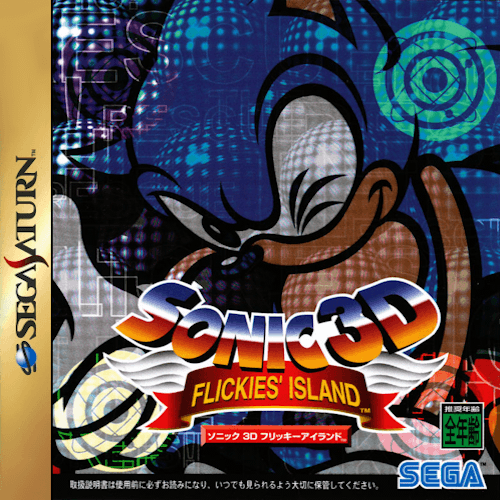 SEGA SATURN™
SONIC 3D
FLICKIES' ISLAND™
ソニック 3D フリッキーアイランド
推奨年齢
全年齢
取扱説明書は使用前に必ずお読みになり、いつでも見られるよう大切に保管してください。
SEGA